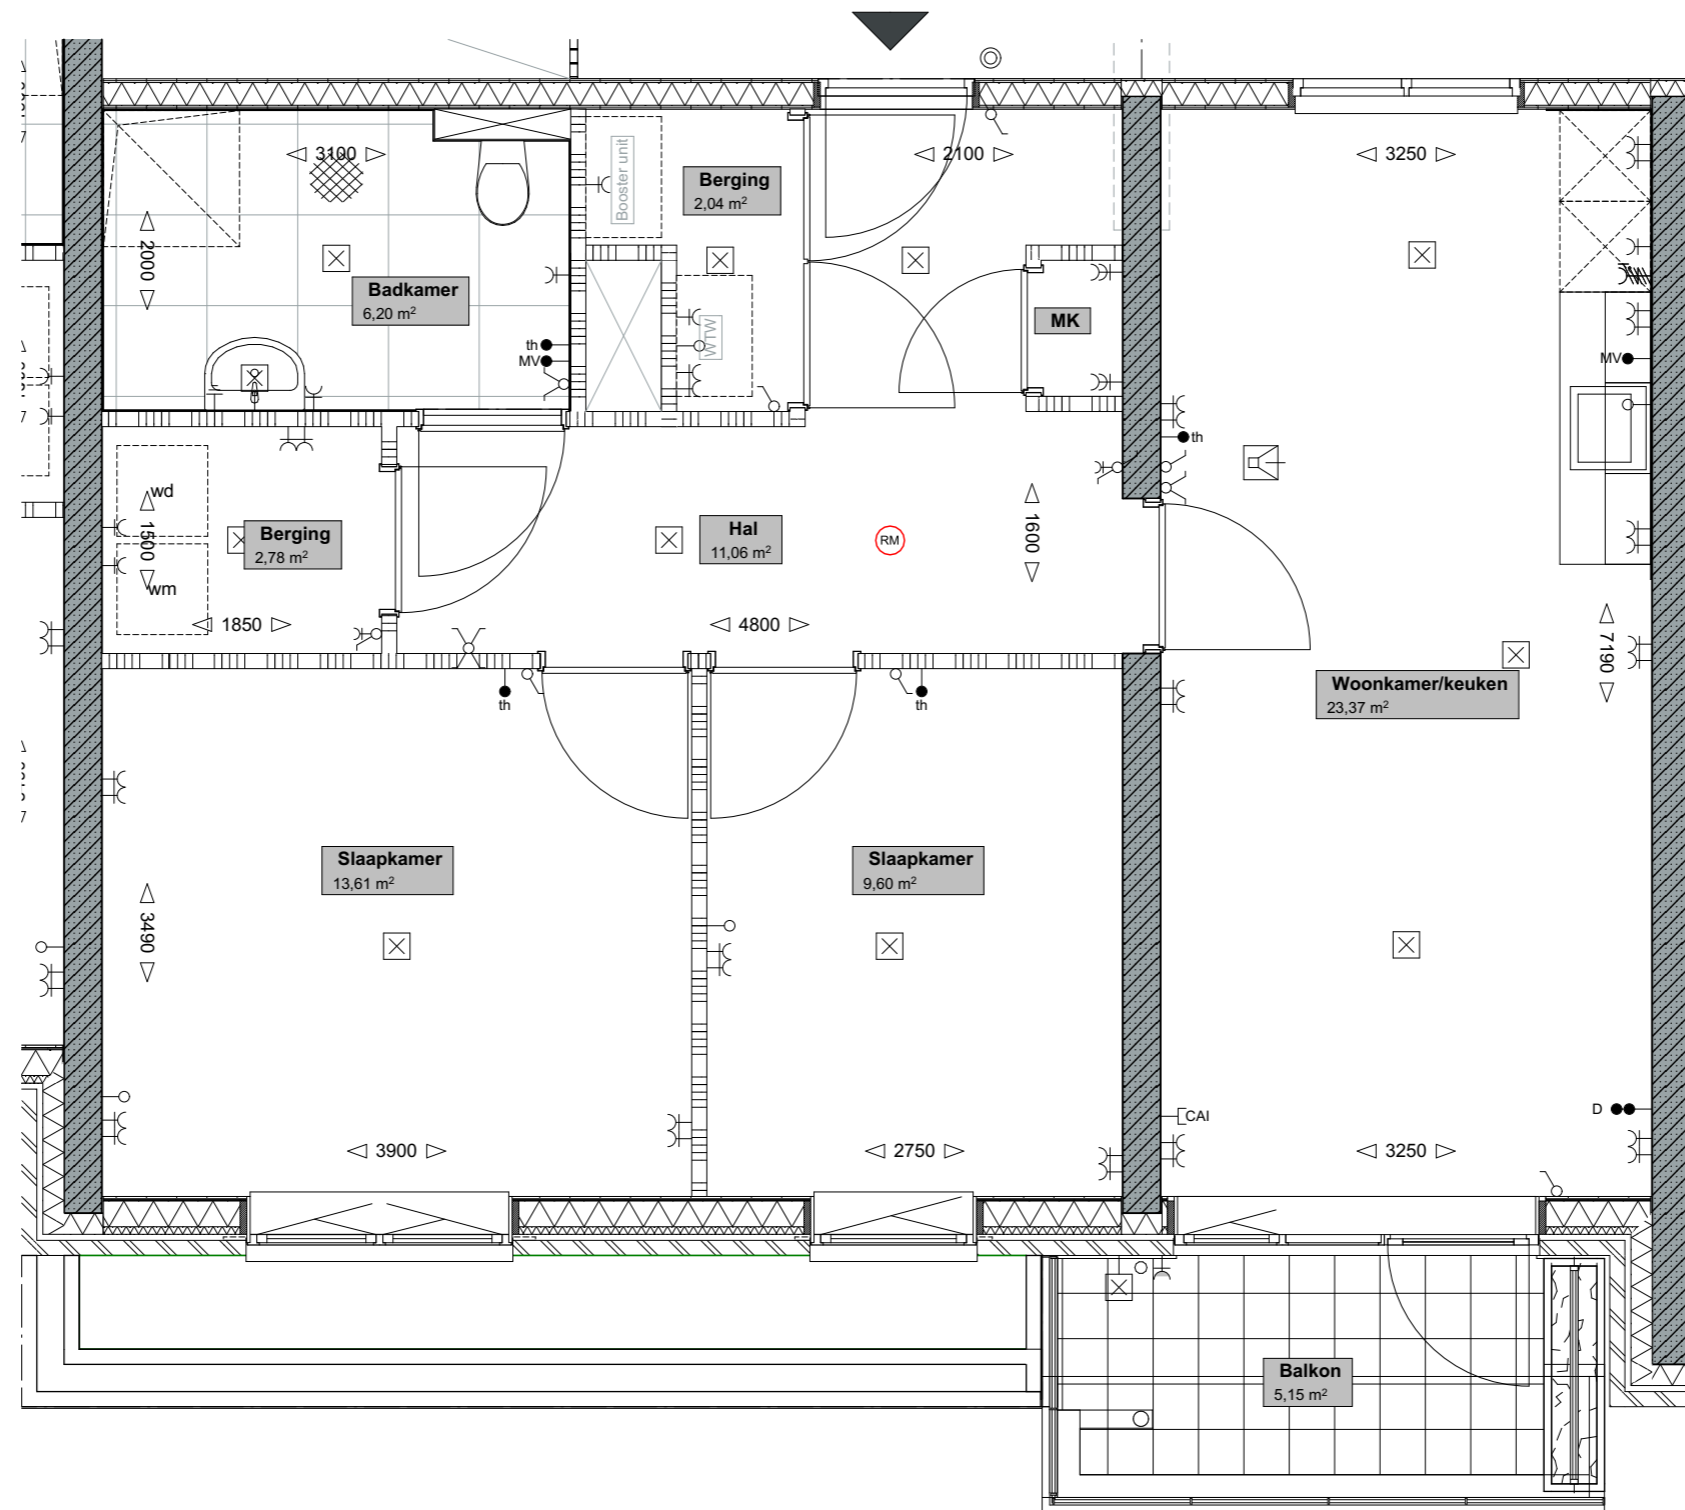 3100
2100
3250
Booster unit
Berging
2,04 m²
2000
Badkamer
6,20 m²
MK
th
MV
WTW
MV
th
wd
1500
wm
Berging
2,78 m²
Hal
11,06 m²
RM
1600
1850
4800
7190
th
th
Woonkamer/keuken
23,37 m²
Slaapkamer
13,61 m²
Slaapkamer
9,60 m²
3490
CAI
D
3900
2750
3250
Balkon
5,15 m²